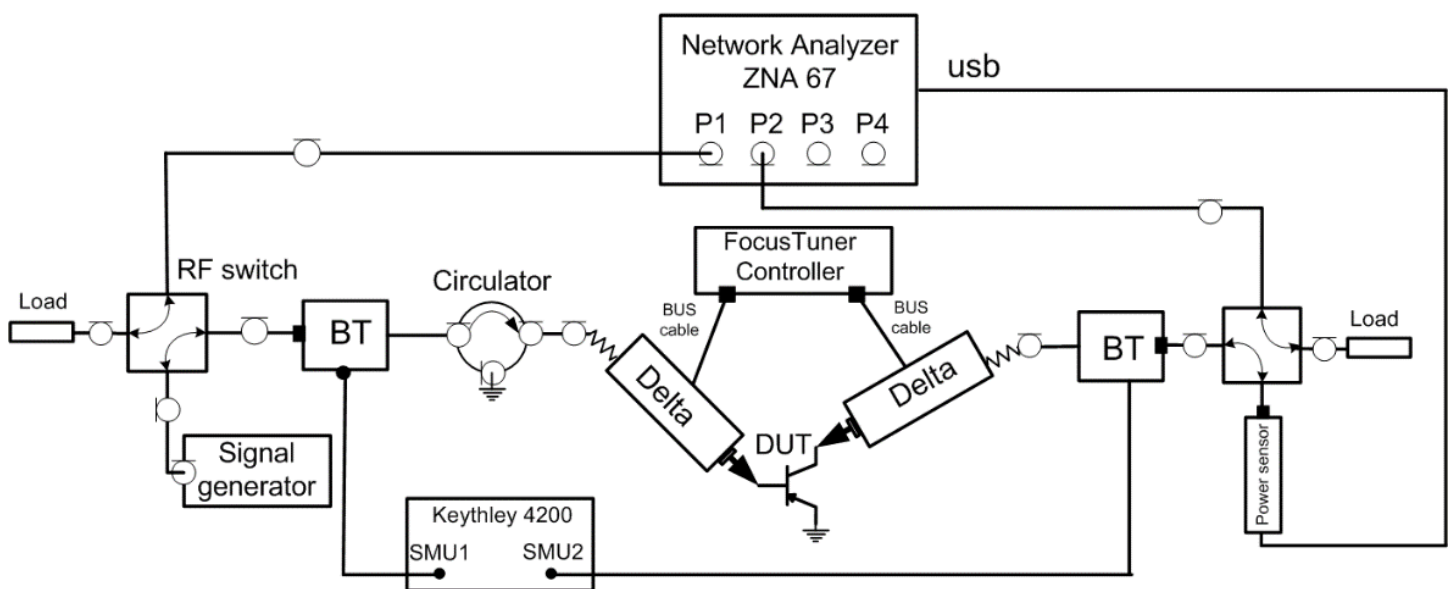 Network Analyzer
ZNA 67
usb
P1 P2 P3 P4
FocusTuner
Controller
RF switch
Circulator
Load
BT
BUS
cable
BUS
cable
BT
Load
Delta
Delta
DUT
Signal
generator
Power sensor
Keythley 4200
SMU1 SMU2